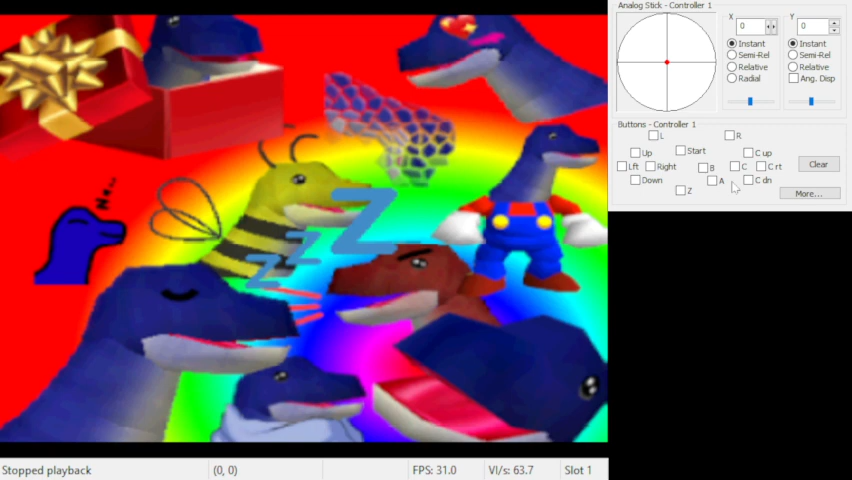 Analog Stick - Controller 1
X
Y
0
0
Instant
Instant
Semi-Rel
Semi-Rel
Relative
Relative
Radial
Ang. Disp
Buttons - Controller 1
L
R
Up
Start
C up
Lft
Right
B
C
C rt
Clear
Down
A
C dn
Z
More...
z
z
Z
Stopped playback
(0, 0)
FPS: 31.0
VI/s: 63.7
Slot 1